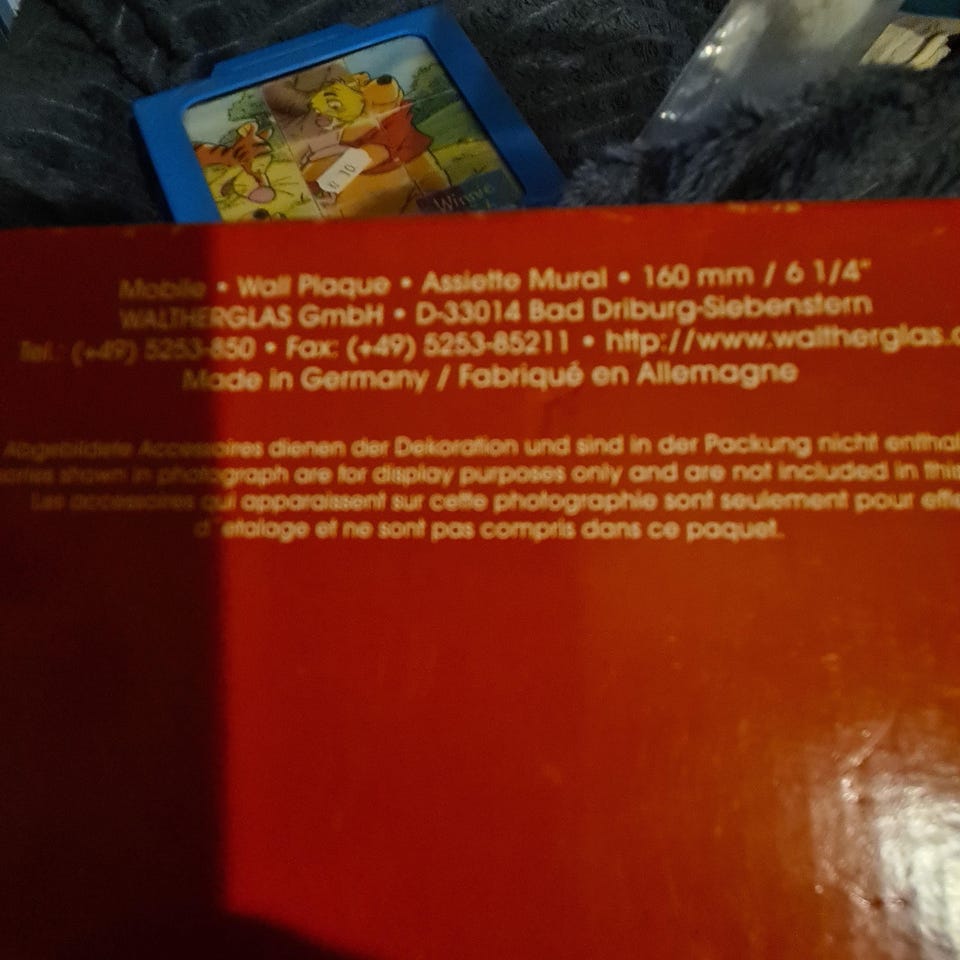 10
Winnie
Mobile • Wall Plaque • Assiette Mural • 160 mm / 6 1/4"
WALTHERGLAS GmbH • D-33014 Bad Driburg-Siebenstern
Tel.: (+49) 5253-850 • Fax: (+49) 5253-85211 • http://www.waltherglas.
Made in Germany / Fabriqué en Allemagne
Abgebildete Accessoires dienen der Dekoration und sind in der Packung nicht enthal
ories shown in photograph are for display purposes only and are not included in this
Les accessoires qui apparaissent sur cette photographie sont seulement pour effe
d´etalage et ne sont pas compris dans ce paquet.